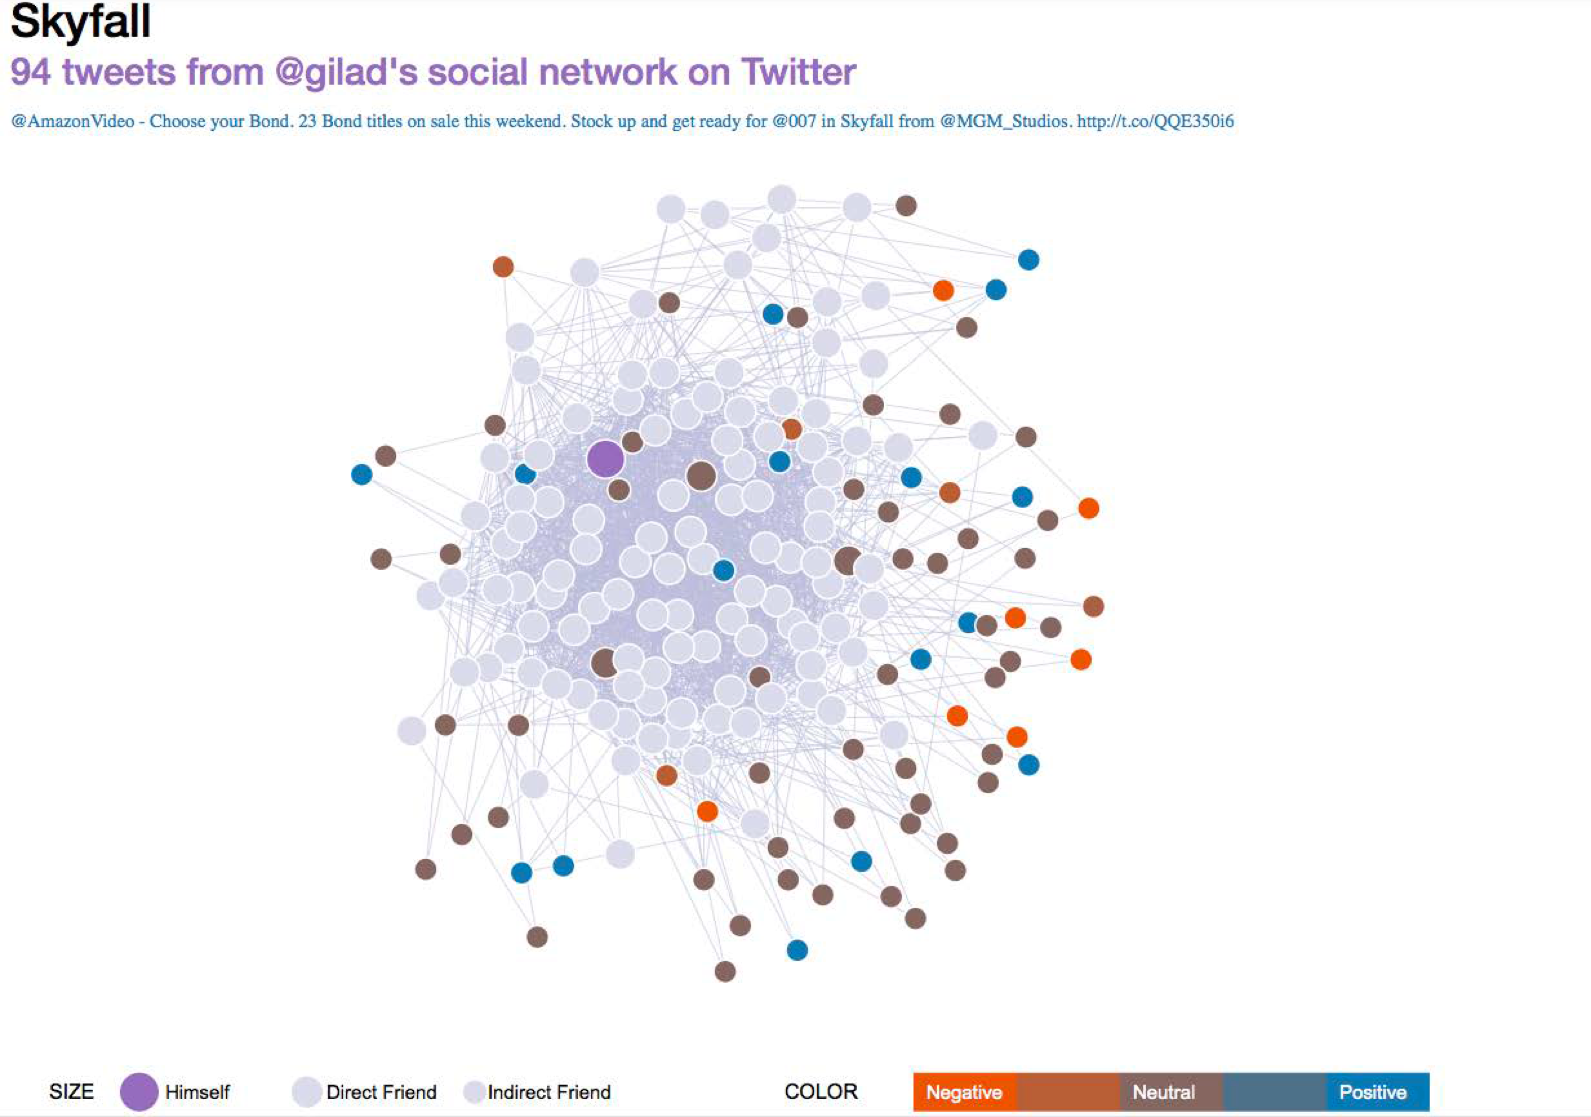 Skyfall
94 tweets from @gilad's social network on Twitter
@AmazonVideo - Choose your Bond. 23 Bond titles on sale this weekend. Stock up and get ready for @007 in Skyfall from @MGM_Studios. http://t.co/QQE350i6
SIZE Himself Direct Friend Indirect Friend COLOR Negative Neutral Positive